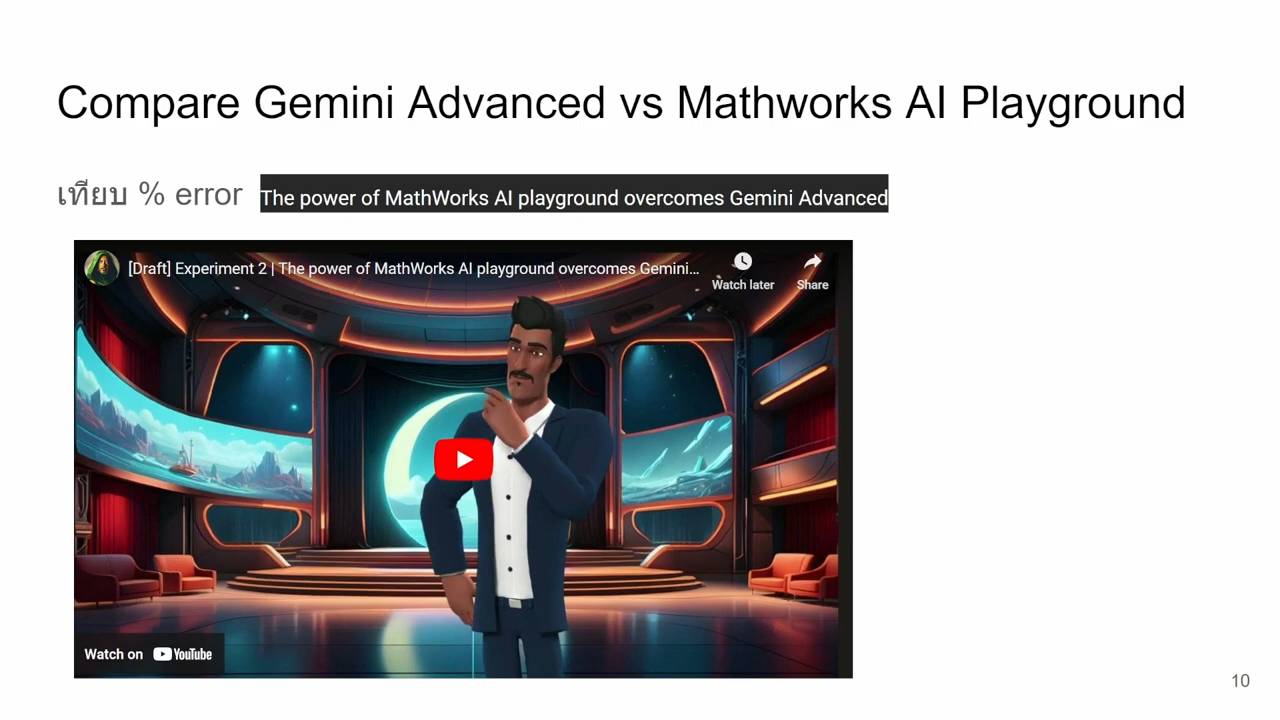 Compare Gemini Advanced vs Mathworks AI Playground
เทียบ % error The power of MathWorks AI playground overcomes Gemini Advanced
[Draft] Experiment 2 | The power of MathWorks AI playground overcomes Gemini...
Watch later
Share
Watch on YouTube
10